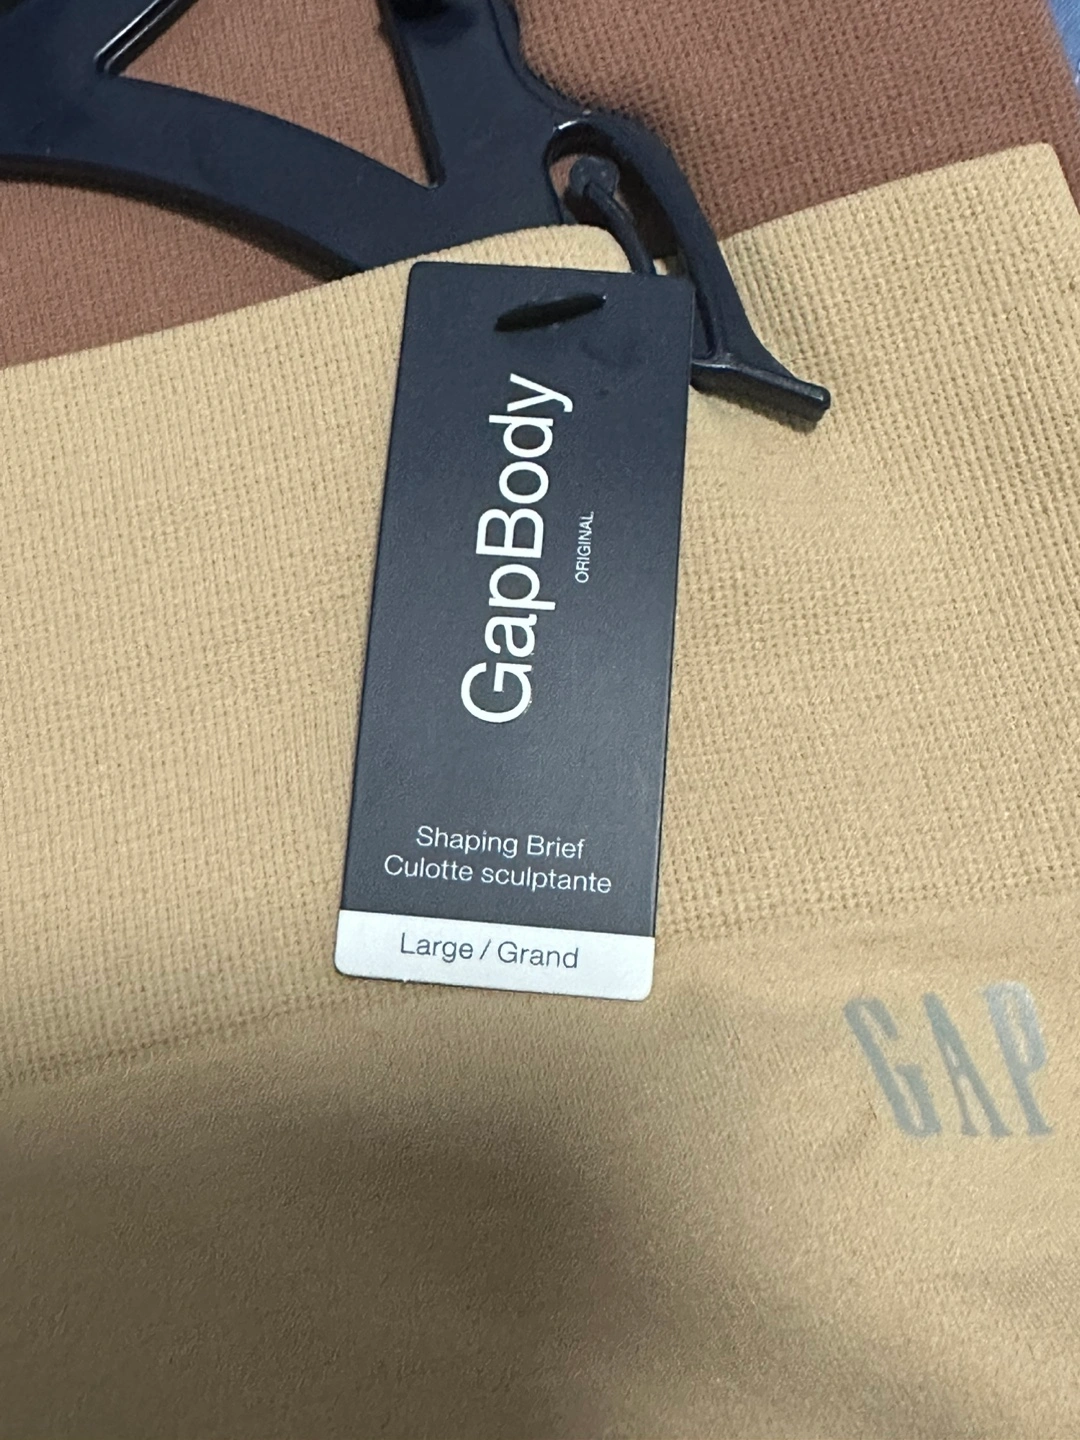 GapBody
ORIGINAL
Shaping Brief
Culotte sculptante
Large / Grand
GAP